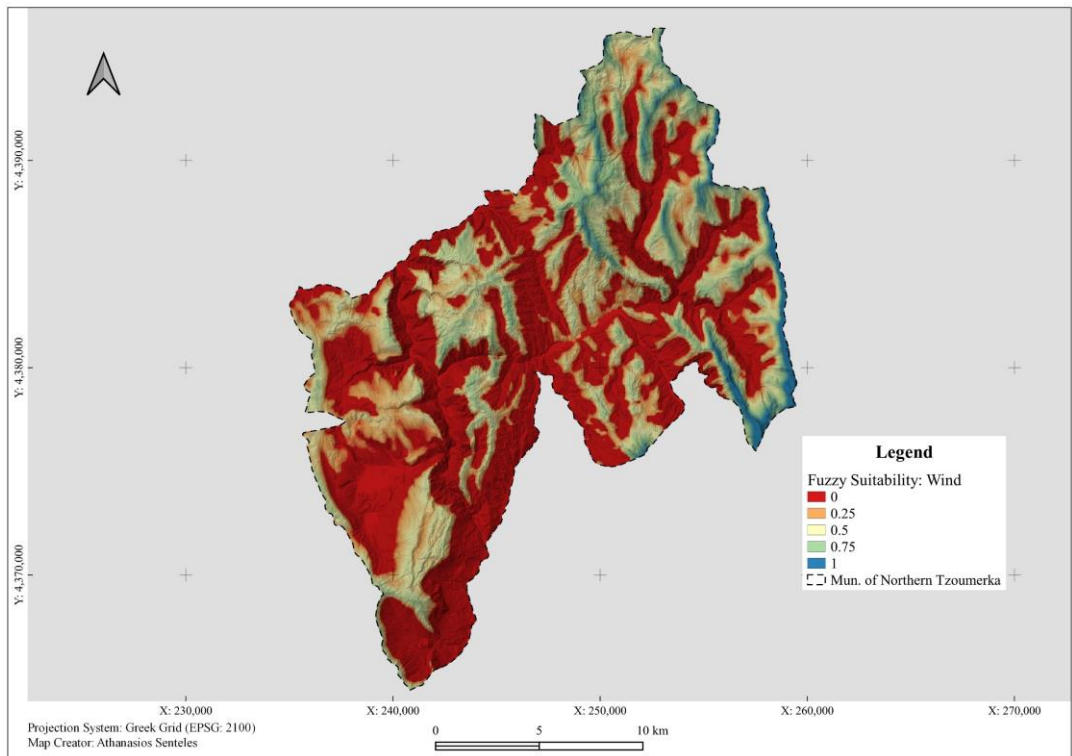 Y: 4,390,000
Y: 4,380,000
Y: 4,370,000
Legend
Fuzzy Suitability: Wind
0
0.25
0.5
0.75
1
Mun. of Northern Tzoumerka
X: 230,000
X: 240,000
X: 250,000
X: 260,000
X: 270,000
Projection System: Greek Grid (EPSG: 2100)
Map Creator: Athanasios Senteles
0
5
10 km